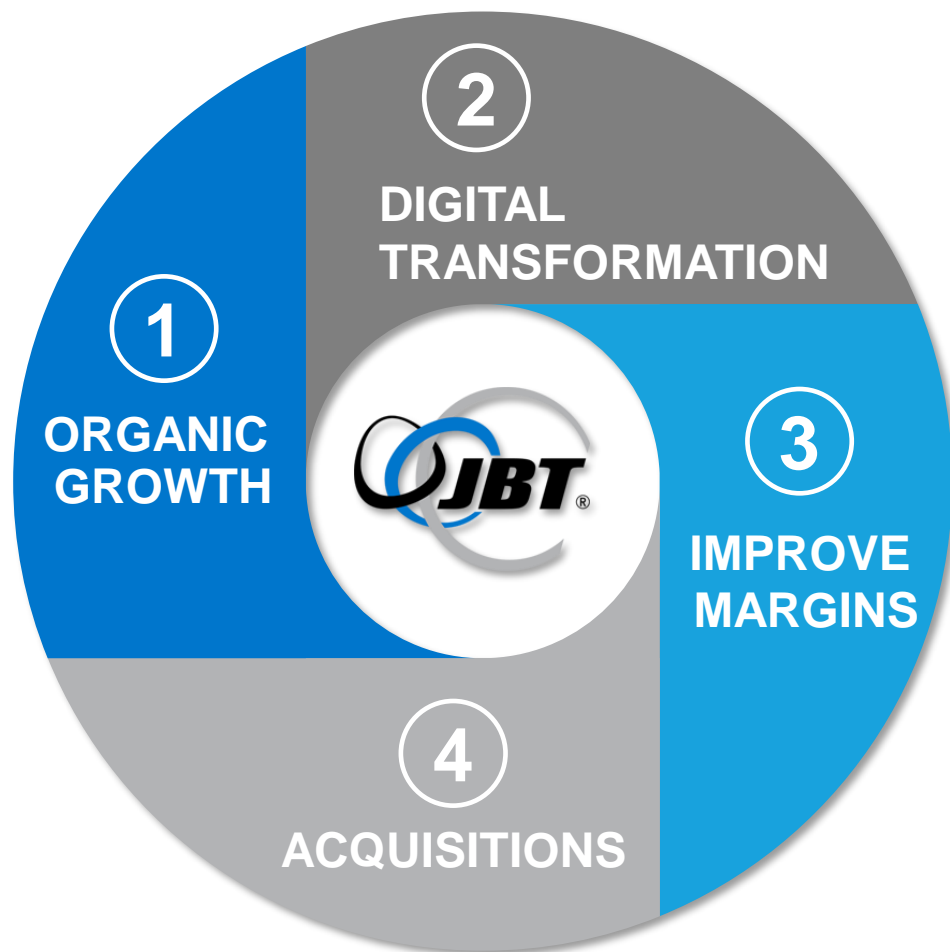 1
ORGANIC
GROWTH
2
DIGITAL
TRANSFORMATION
3
IMPROVE
MARGINS
4
ACQUISITIONS
JBT®